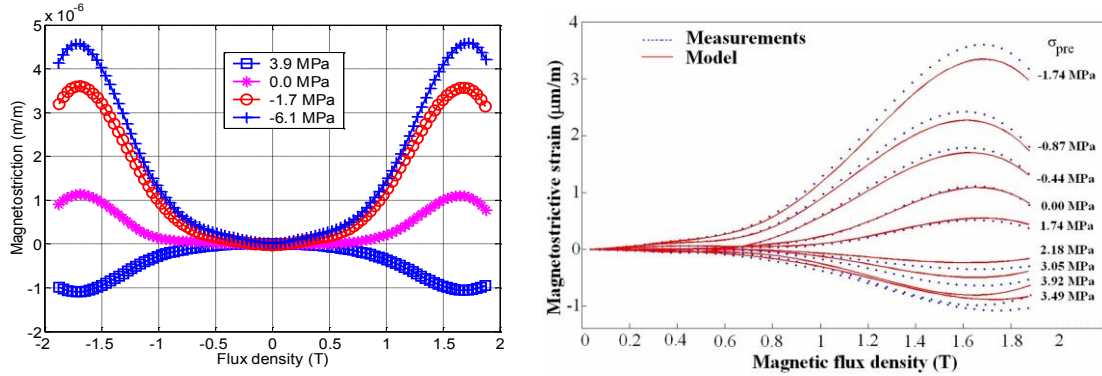 5 x 10^-6
4
3
2
1
0
-1
-2
Magnetostriction (m/m)
3.9 MPa
0.0 MPa
-1.7 MPa
-6.1 MPa
-2 -1.5 -1 -0.5 0 0.5 1 1.5 2
Flux density (T)
4
3
2
1
0
-1
Magnetostrictive strain (μm/m)
Measurements
Model
σpre
-1.74 MPa
-0.87 MPa
-0.44 MPa
0.00 MPa
1.74 MPa
2.18 MPa
3.05 MPa
3.92 MPa
3.49 MPa
0 0.2 0.4 0.6 0.8 1 1.2 1.4 1.6 1.8 2
Magnetic flux density (T)